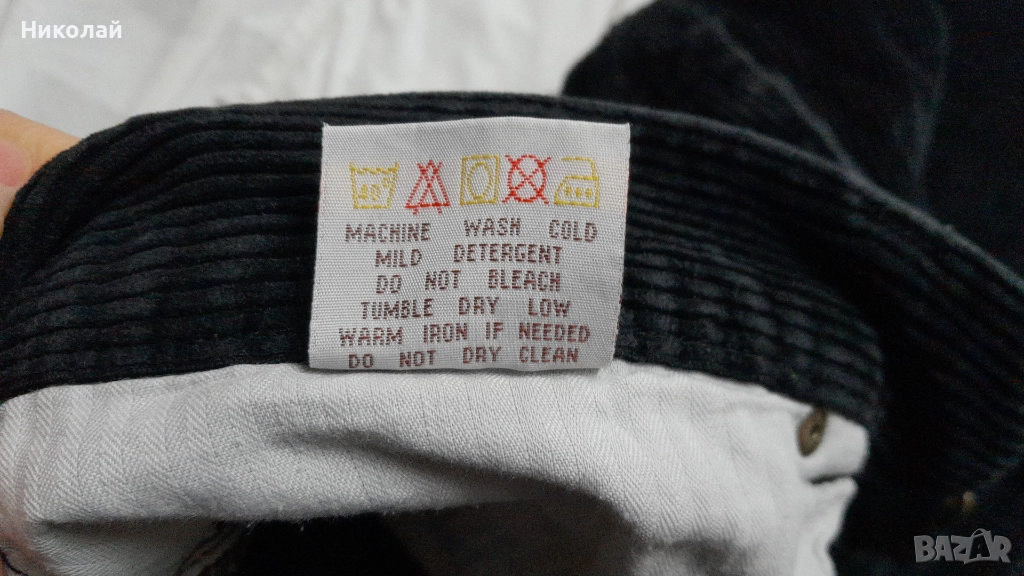 Николай
MACHINE WASH COLD
MILD DETERGENT
DO NOT BLEACH
TUMBLE DRY LOW
WARM IRON IF NEEDED
DO NOT DRY CLEAN
BAZAR